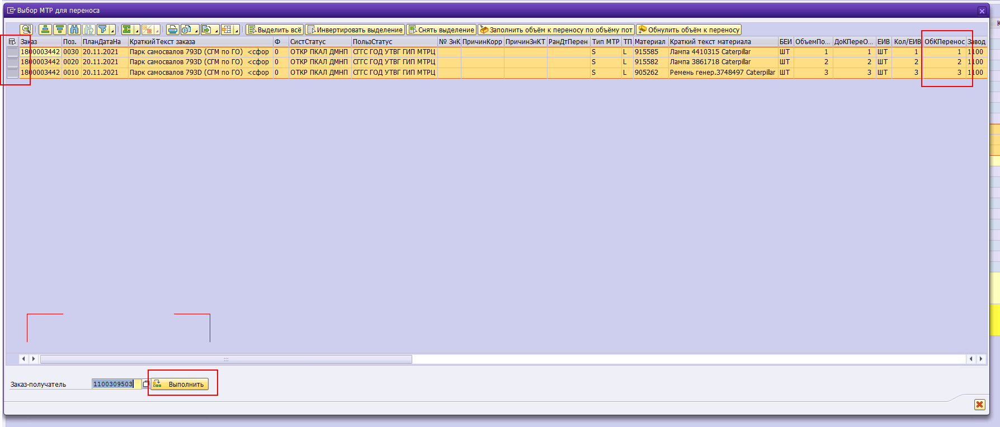 Выбор МТР для переноса
Выделить всё Инвертировать выделение Снять выделение Заполнить объём к переносу по объёму пот Обнулить объём к переносу
Заказ Поз. ПланДатаНа КраткийТекст заказа Ф СистСтатус ПользСтатус № ЗнК ПричинКорр ПричинЗнКТ РанДтПерен Тип МТР ТП Материал Краткий текст материала БЕИ ОбъемПо... ДоКПереО... ЕИВ Кол/ЕИВ ОбКПеренос Завод
1800003442 0030 20.11.2021 Парк самосвалов 793D (СГМ по ГО) <сфор 0 ОТКР ПКАЛ ДМНП СГГС ГОД УТВГ ГИП МТРЦ S L 915585 Лампа 4410315 Caterpillar ШТ 1 1 ШТ 1 1 1100
1800003442 0020 20.11.2021 Парк самосвалов 793D (СГМ по ГО) <сфор 0 ОТКР ПКАЛ ДМНП СГГС ГОД УТВГ ГИП МТРЦ S L 915582 Лампа 3861718 Caterpillar ШТ 2 2 ШТ 2 2 1100
1800003442 0010 20.11.2021 Парк самосвалов 793D (СГМ по ГО) <сфор 0 ОТКР ПКАЛ ДМНП СГГС ГОД УТВГ ГИП МТРЦ S L 905262 Ремень генер.3748497 Caterpillar ШТ 3 3 ШТ 3 3 1100
Заказ-получатель 1100309503 Выполнить